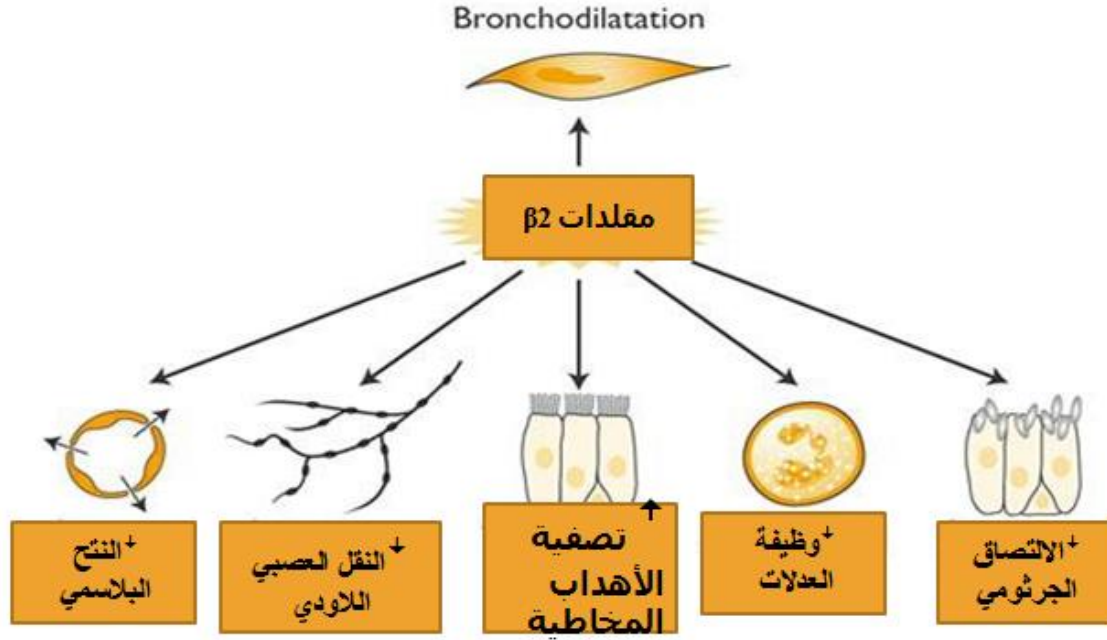 Bronchodilatation
مقلدات β2
↓النتح
البلاسمي
↓النقل العصبي
اللاودي
↑
تصفية
الأهداب
المخاطية
↓وظيفة
العدلات
↓الالتصاق
الجرثومي